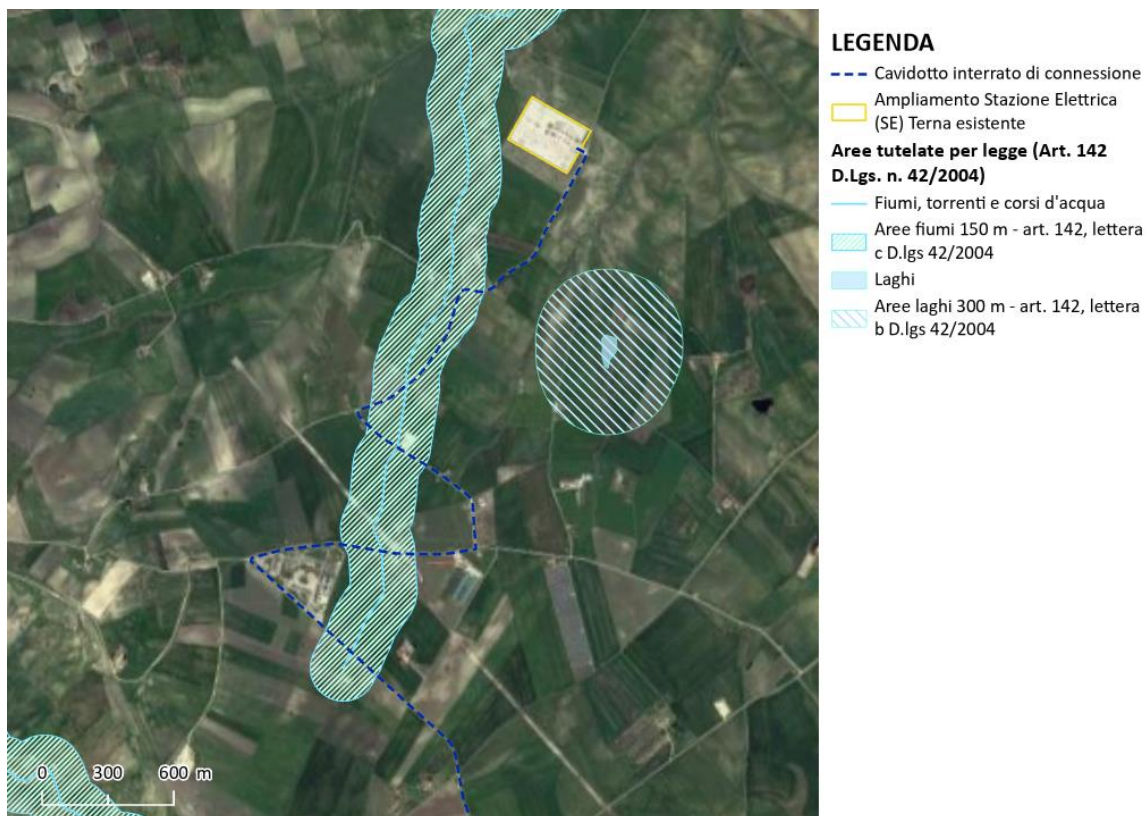 LEGENDA
Cavidotto interrato di connessione
Ampliamento Stazione Elettrica
(SE) Terna esistente
Aree tutelate per legge (Art. 142
D.Lgs. n. 42/2004)
Fiumi, torrenti e corsi d'acqua
Aree fiumi 150 m - art. 142, lettera
c D.lgs 42/2004
Laghi
Aree laghi 300 m - art. 142, lettera
b D.lgs 42/2004
0 300 600 m